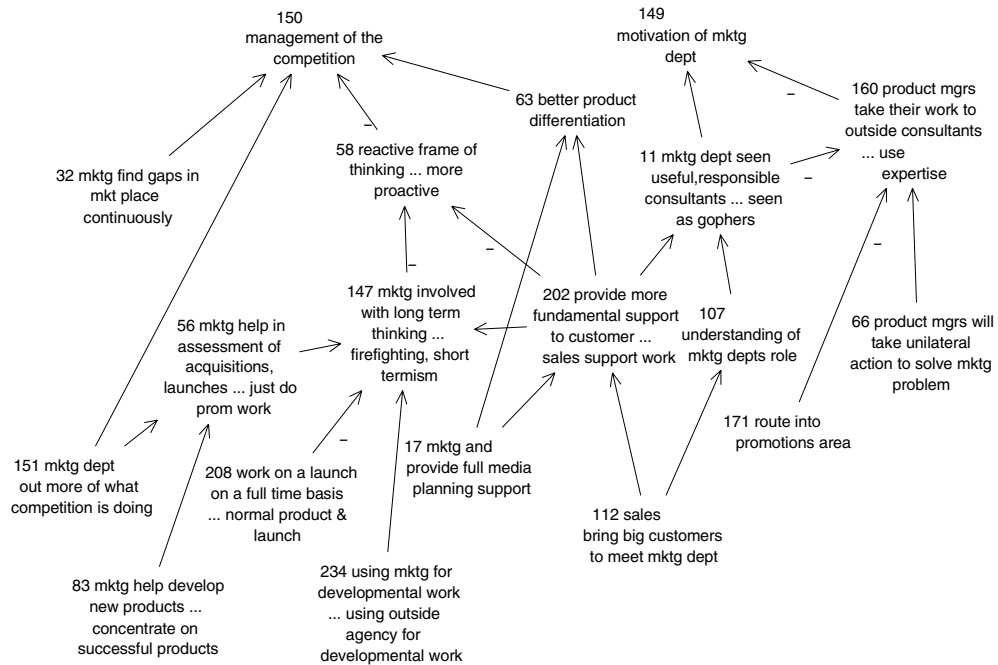 150
management of the
competition
149
motivation of mktg
dept
63 better product
differentiation
160 product mgrs
take their work to
outside consultants
... use
expertise
–
–
58 reactive frame of
thinking ... more
proactive
11 mktg dept seen
useful,responsible
consultants ... seen
as gophers
–
32 mktg find gaps in
mkt place
continuously
–
–
–
147 mktg involved
with long term
thinking ...
firefighting, short
termism
202 provide more
fundamental support
to customer ...
sales support work
107
understanding of
mktg depts role
56 mktg help in
assessment of
acquisitions,
launches ... just do
prom work
66 product mgrs will
take unilateral
action to solve mktg
problem
171 route into
promotions area
–
17 mktg and
provide full media
planning support
151 mktg dept
out more of what
competition is doing
208 work on a launch
on a full time basis
... normal product &
launch
112 sales
bring big customers
to meet mktg dept
83 mktg help develop
new products ...
concentrate on
successful products
234 using mktg for
developmental work
... using outside
agency for
developmental work